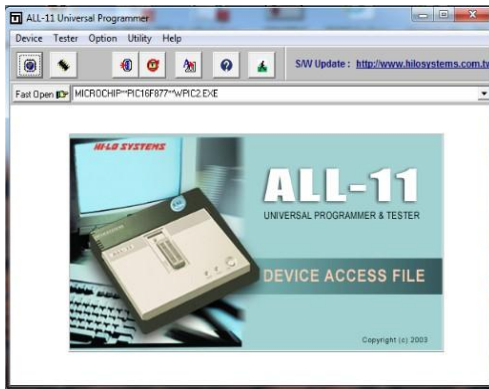 ALL-11 Universal Programmer
Device Tester Option Utility Help
S/W Update : http://www.hilosystems.com.tw
Fast Open MICROCHIP**PIC16F877**WPIC2.EXE
HI-LO SYSTEMS
ALL-11
UNIVERSAL PROGRAMMER & TESTER
DEVICE ACCESS FILE
Copyright (c) 2003